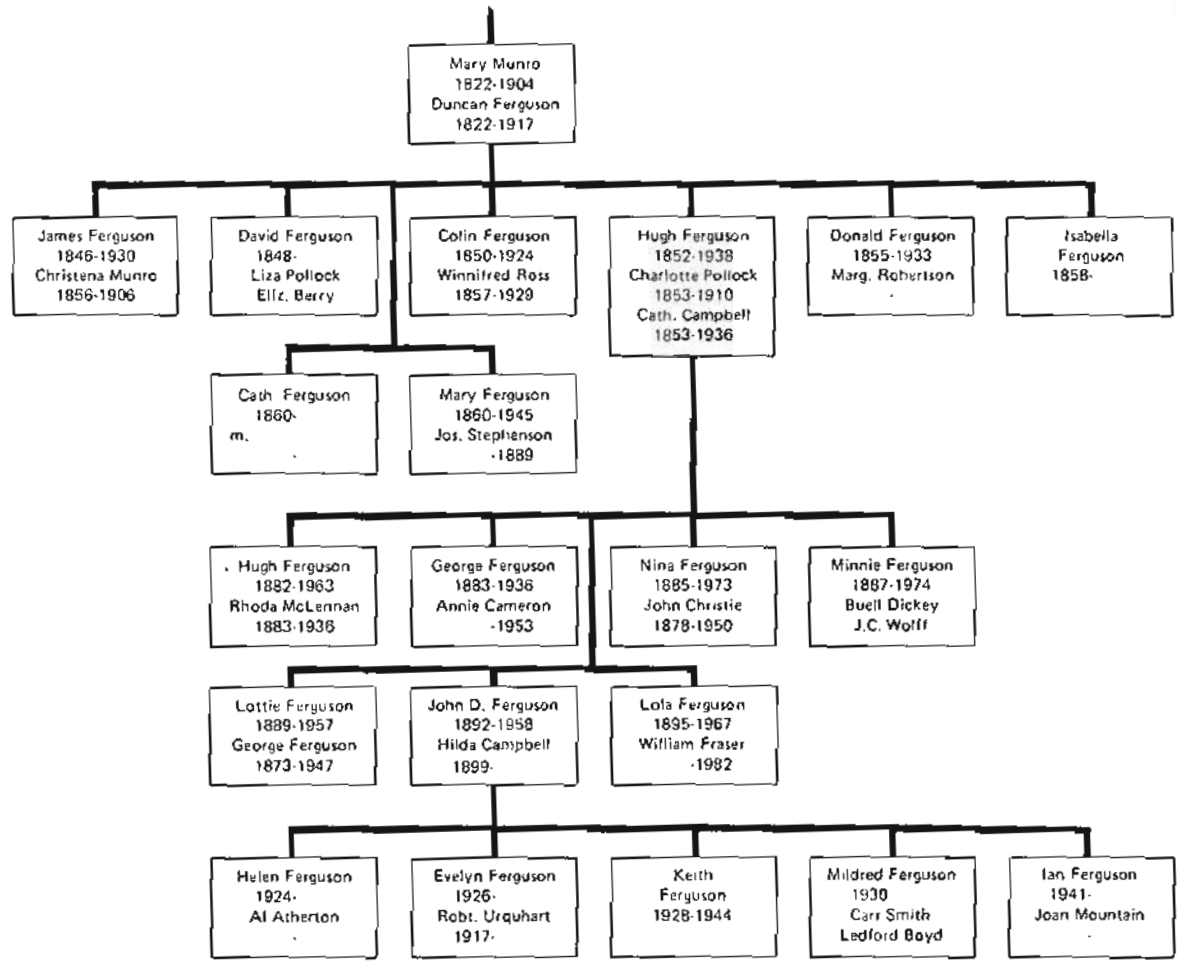 Mary Munro
1822-1904
Duncan Ferguson
1822-1917
James Ferguson
1846-1930
Christena Munro
1856-1906
David Ferguson
1848-
Liza Pollock
Eliz. Berry
Colin Ferguson
1850-1924
Winnifred Ross
1857-1929
Hugh Ferguson
1852-1938
Charlotte Pollock
1853-1910
Cath. Campbell
1853-1936
Donald Ferguson
1855-1933
Marg. Robertson
Isabella
Ferguson
1858-
Cath Ferguson
1860-
m.
Mary Ferguson
1860-1945
Jos. Stephenson
-1889
Hugh Ferguson
1882-1963
Rhoda McLennan
1883-1936
George Ferguson
1883-1936
Annie Cameron
-1953
Nina Ferguson
1885-1973
John Christie
1878-1950
Minnie Ferguson
1887-1974
Buell Dickey
J.C. Wolff
Lottie Ferguson
1889-1957
George Ferguson
1873-1947
John D. Ferguson
1892-1958
Hilda Campbell
1899-
Lola Ferguson
1895-1967
William Fraser
-1982
Helen Ferguson
1924-
Al Atherton
Evelyn Ferguson
1926-
Robt. Urquhart
1917-
Keith
Ferguson
1928-1944
Mildred Ferguson
1930
Carr Smith
Ledford Boyd
Ian Ferguson
1941-
Joan Mountain